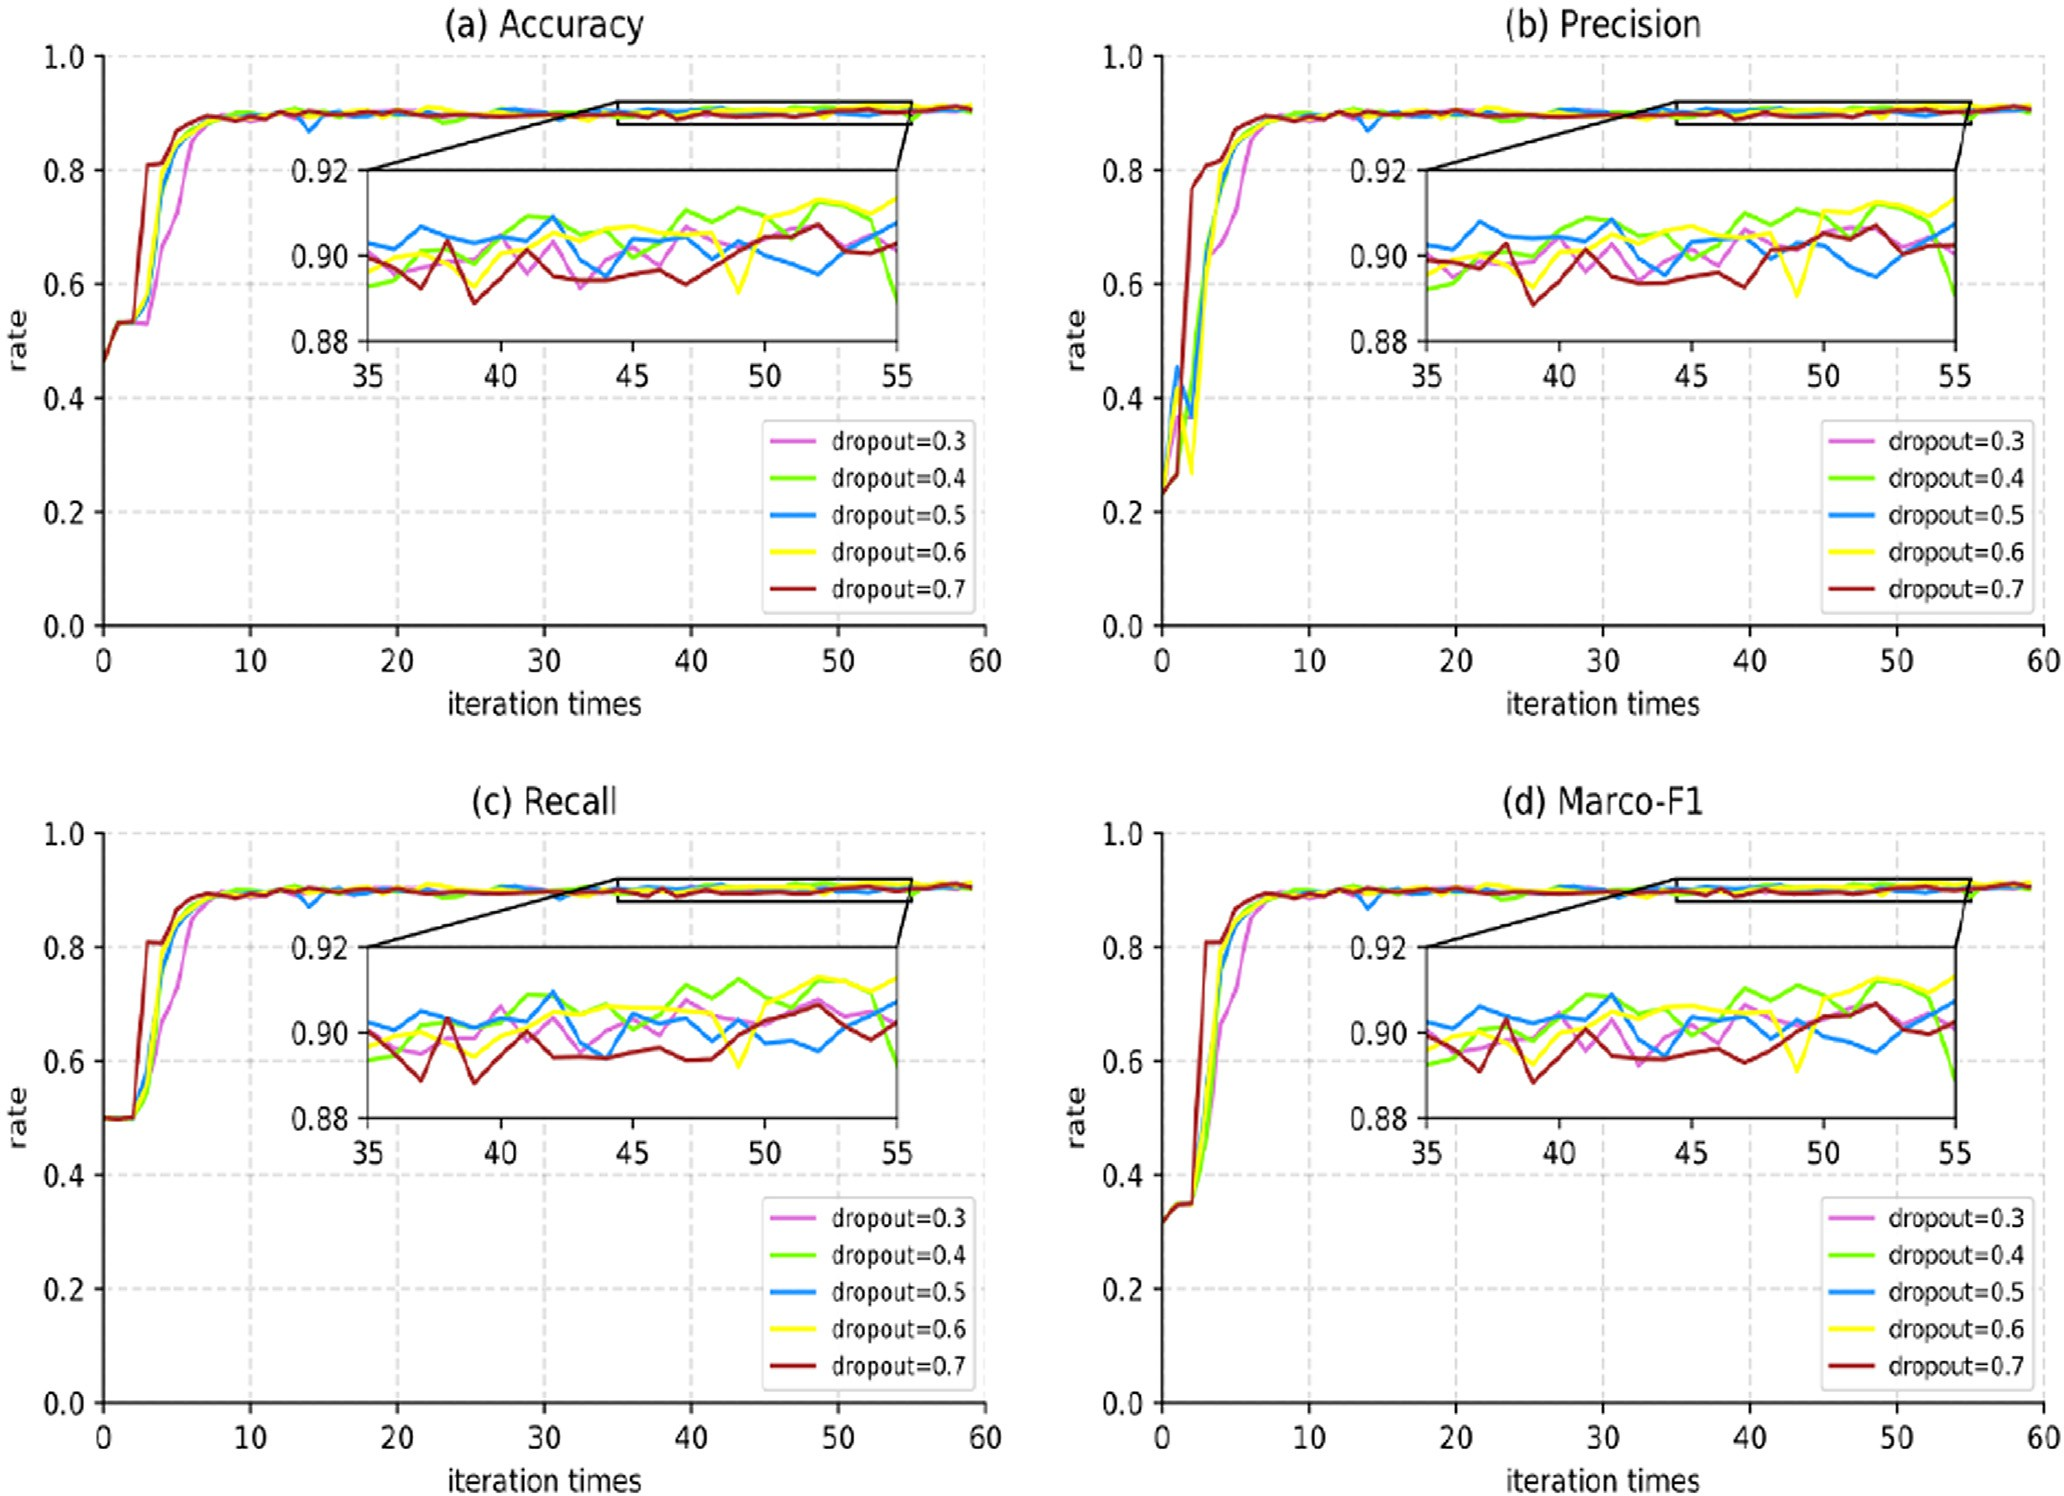 (a) Accuracy
1.0
0.8
0.6
0.4
0.2
0.0
rate
0 10 20 30 40 50 60
iteration times
0.92
0.90
0.88
35 40 45 50 55
dropout=0.3
dropout=0.4
dropout=0.5
dropout=0.6
dropout=0.7
(b) Precision
1.0
0.8
0.6
0.4
0.2
0.0
rate
0 10 20 30 40 50 60
iteration times
0.92
0.90
0.88
35 40 45 50 55
dropout=0.3
dropout=0.4
dropout=0.5
dropout=0.6
dropout=0.7
(c) Recall
1.0
0.8
0.6
0.4
0.2
0.0
rate
0 10 20 30 40 50 60
iteration times
0.92
0.90
0.88
35 40 45 50 55
dropout=0.3
dropout=0.4
dropout=0.5
dropout=0.6
dropout=0.7
(d) Marco-F1
1.0
0.8
0.6
0.4
0.2
0.0
rate
0 10 20 30 40 50 60
iteration times
0.92
0.90
0.88
35 40 45 50 55
dropout=0.3
dropout=0.4
dropout=0.5
dropout=0.6
dropout=0.7